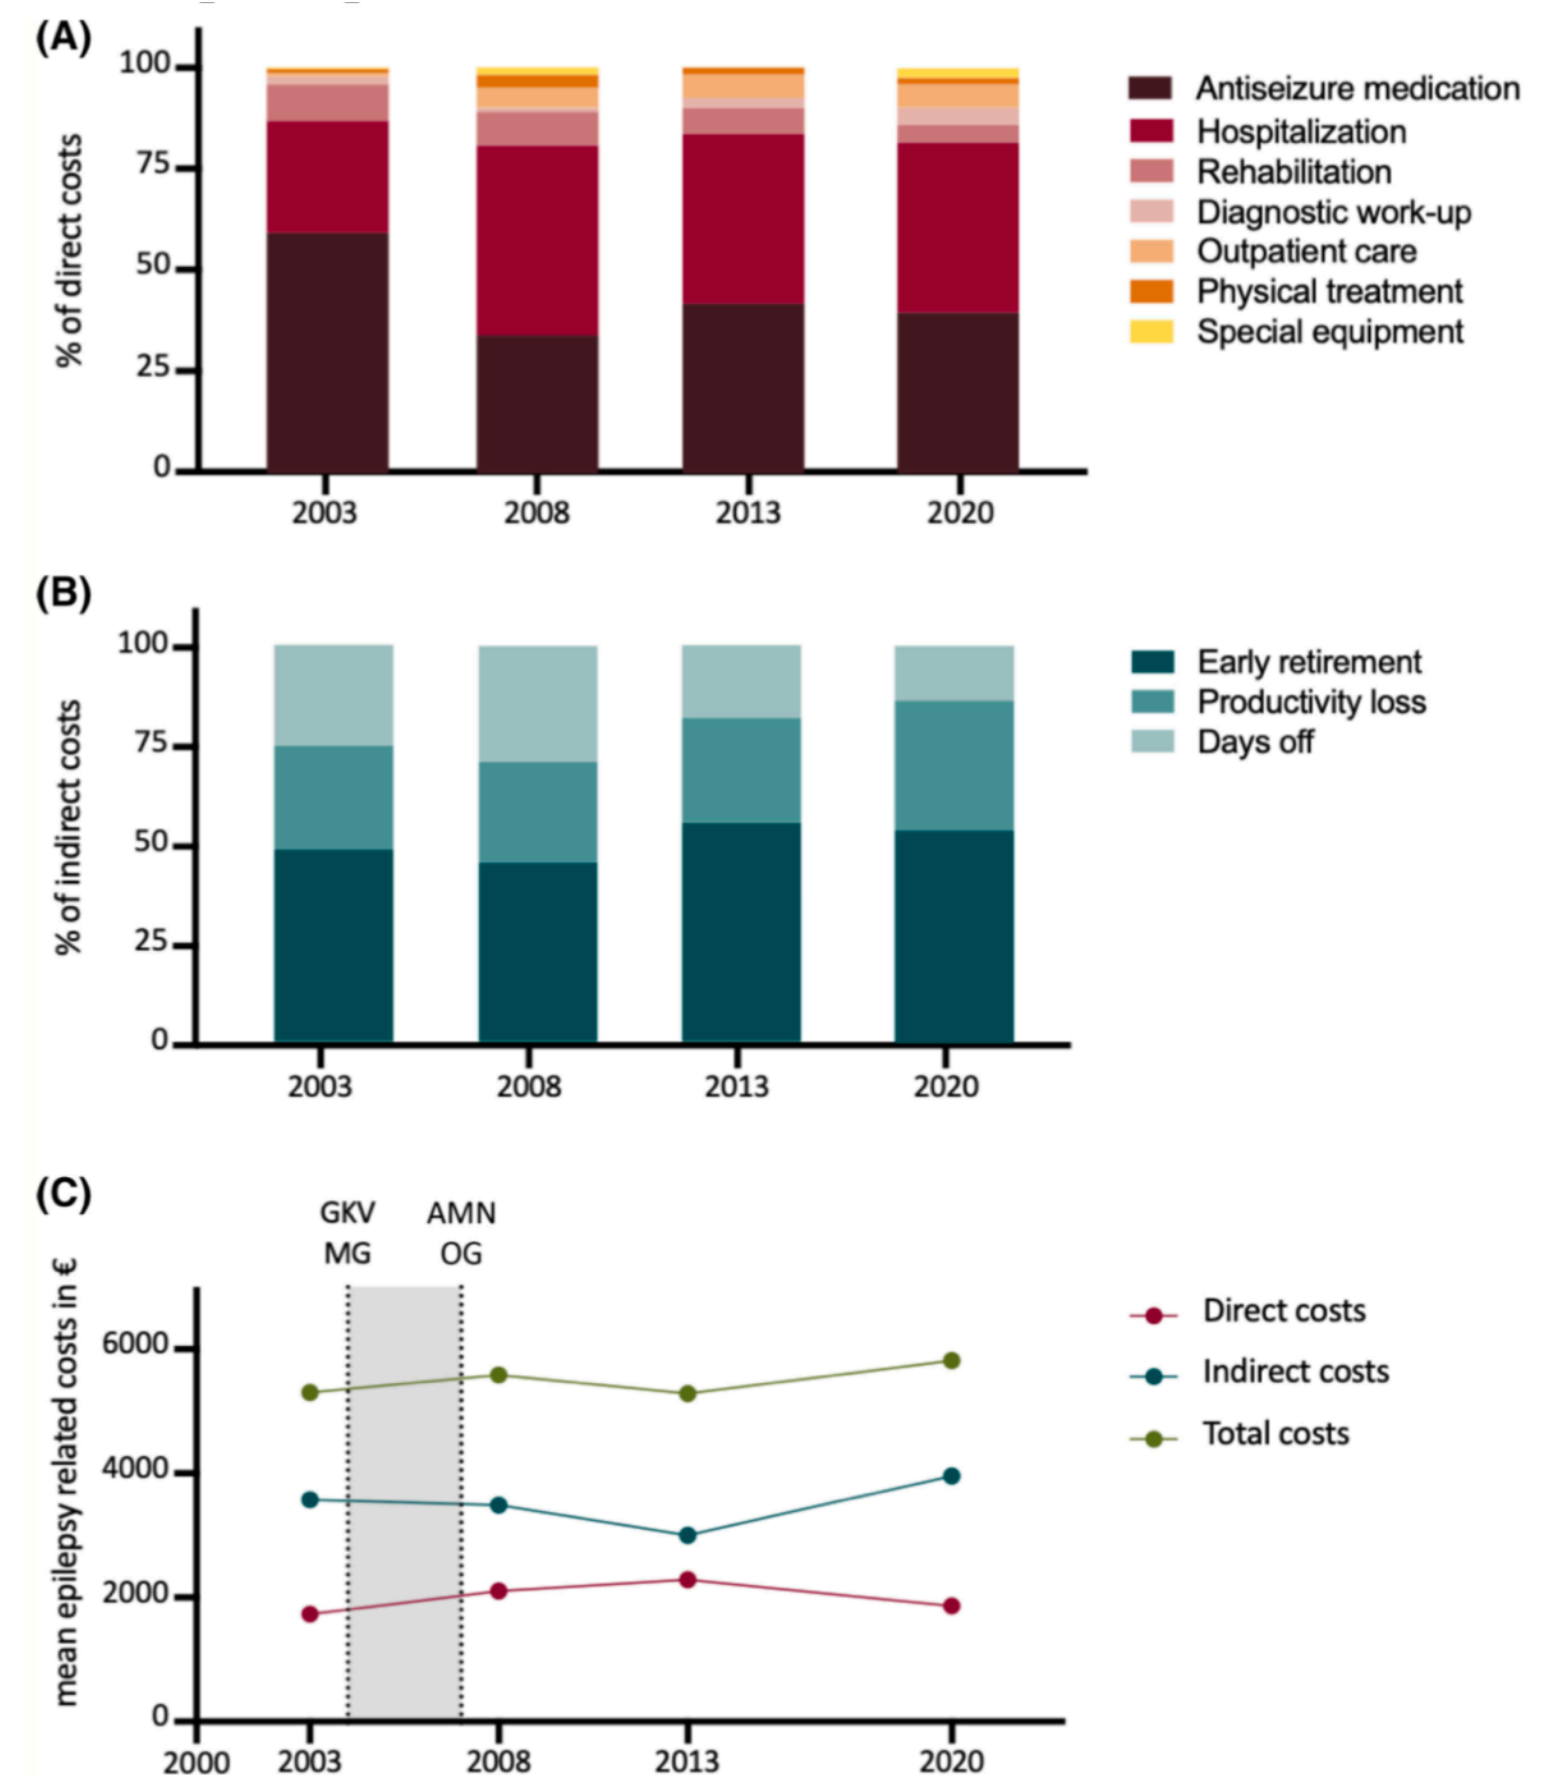 (A)
100
75
50
25
0
% of direct costs
2003 2008 2013 2020
Antiseizure medication
Hospitalization
Rehabilitation
Diagnostic work-up
Outpatient care
Physical treatment
Special equipment
(B)
100
75
50
25
0
% of indirect costs
2003 2008 2013 2020
Early retirement
Productivity loss
Days off
(C)
GKV AMN
MG OG
6000
4000
2000
0
mean epilepsy related costs in €
2000 2003 2008 2013 2020
Direct costs
Indirect costs
Total costs